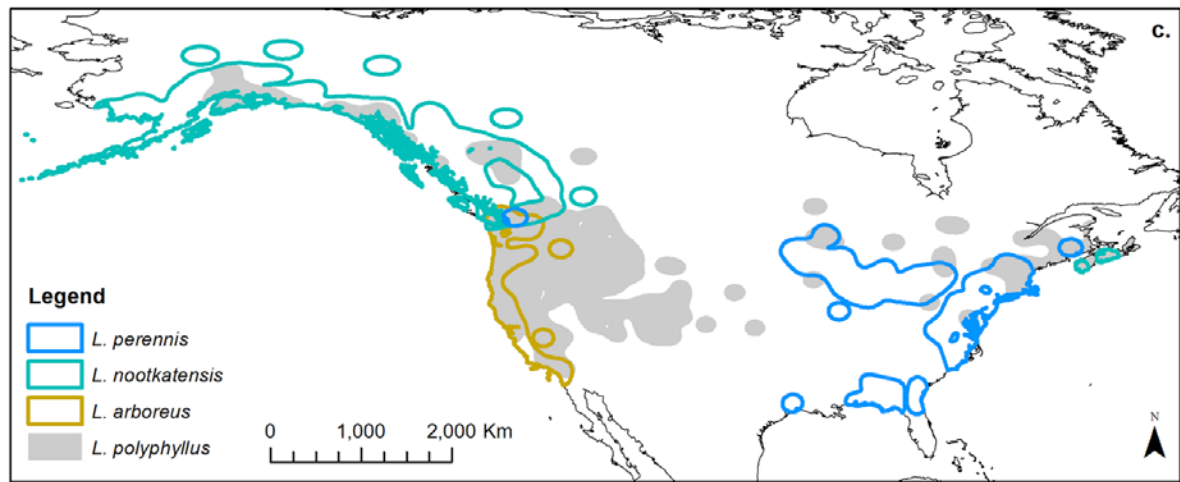 c.
Legend
L. perennis
L. nootkatensis
L. arboreus
L. polyphyllus
0 1,000 2,000 Km
N